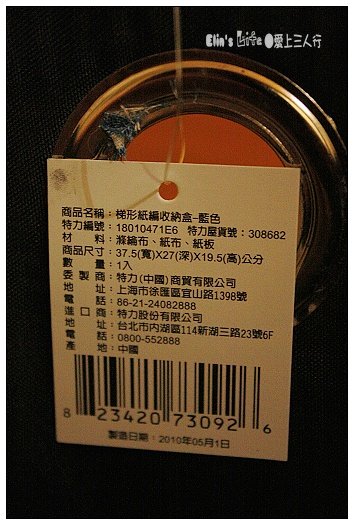 Elin's Life@愛上三人行
商品名稱：梯形紙編收納盒-藍色
特力編號：18010471E6 特力屋貨號：308682
材 料：滌綸布、紙布、紙板
商品尺寸：37.5(寬)X27(深)X19.5(高)公分
數 量：1入
委 製 商：特力(中國)商貿有限公司
地 址：上海市徐匯區宜山路1398號
電 話：86-21-24082888
進 口 商：特力股份有限公司
地 址：台北市內湖區114新湖三路23號6F
電 話：0800-552888
產 地：中國
8 23420 73092 6
製造日期：2010年05月1日